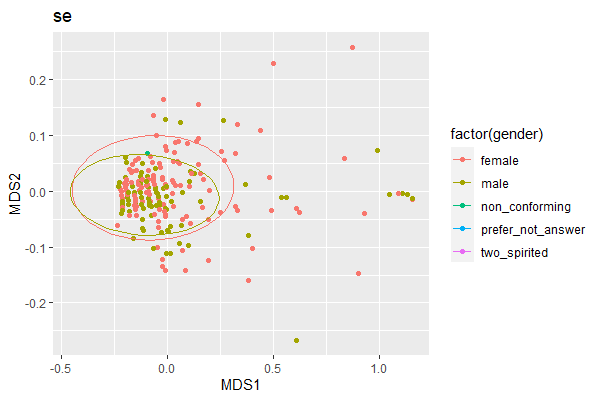 se
MDS2
0.2
0.1
0.0
-0.1
-0.2
-0.5
0.0
0.5
1.0
MDS1
factor(gender)
female
male
non_conforming
prefer_not_answer
two_spirited